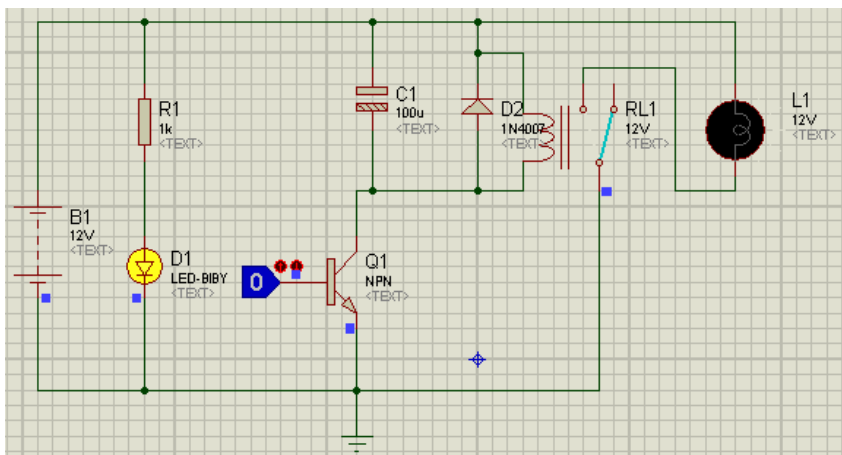 R1
1k
<TEXT>
C1
100u
<TEXT>
D2
1N4007
<TEXT>
RL1
12V
<TEXT>
L1
12V
<TEXT>
B1
12V
<TEXT>
D1
LED-BIBY
<TEXT>
0
Q1
NPN
<TEXT>